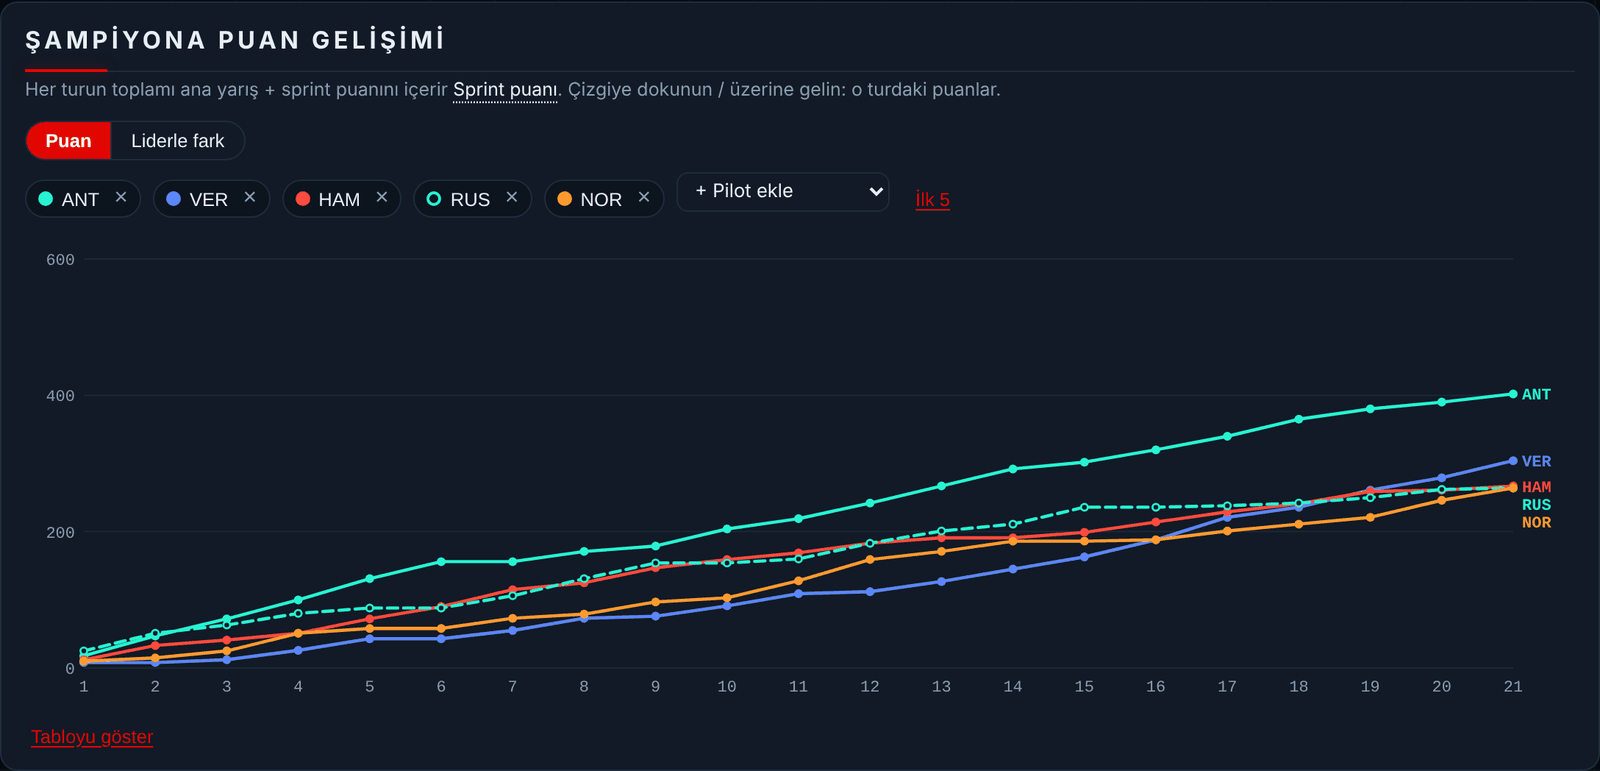 ŞAMPİYONA PUAN GELİŞİMİ
Her turun toplamı ana yarış + sprint puanını içerir Sprint puanı. Çizgiye dokunun / üzerine gelin: o turdaki puanlar.
Puan Liderle fark
ANT × VER × HAM × RUS × NOR × + Pilot ekle İlk 5
600
400
200
0
ANT
VER
HAM
RUS
NOR
1 2 3 4 5 6 7 8 9 10 11 12 13 14 15 16 17 18 19 20 21
Tabloyu göster